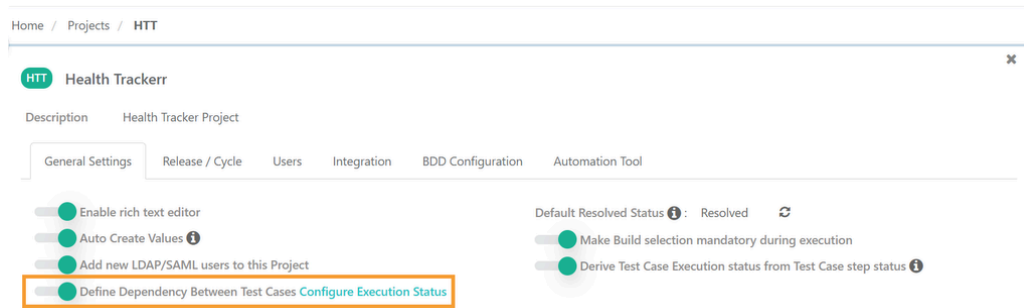 Home / Projects / HTT
HTT Health Trackerr
Description Health Tracker Project
General Settings Release / Cycle Users Integration BDD Configuration Automation Tool
Enable rich text editor
Default Resolved Status : Resolved
Auto Create Values
Make Build selection mandatory during execution
Add new LDAP/SAML users to this Project
Derive Test Case Execution status from Test Case step status
Define Dependency Between Test Cases Configure Execution Status